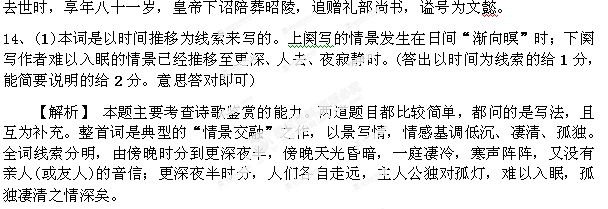 去世时，享年八十一岁，皇帝下诏陪葬昭陵，追赠礼部尚书，谥号为文懿。
14、(1)本词是以时间推移为线索来写的。上阕写的情景发生在日间“渐向暝”时；下阕
写作者难以入眠的情景已经推移至更深、人去、夜寂静时。(答出以时间为线索的给 1 分，
能简要说明的给 2 分。意思答对即可)
【解析】 本题主要考查诗歌鉴赏的能力。两道题目都比较简单，都问的是写法，且
互为补充。整首词是典型的“情景交融”之作，以景写情，情感基调低沉、凄清、孤独。
全词线索分明，由傍晚时分到更深夜半，傍晚天光昏暗，一庭凄冷，寒声阵阵，又没有
亲人(或友人)的音信；更深夜半时分，人们各自走远，主人公独对孤灯，难以入眠，孤
独凄清之情深矣。